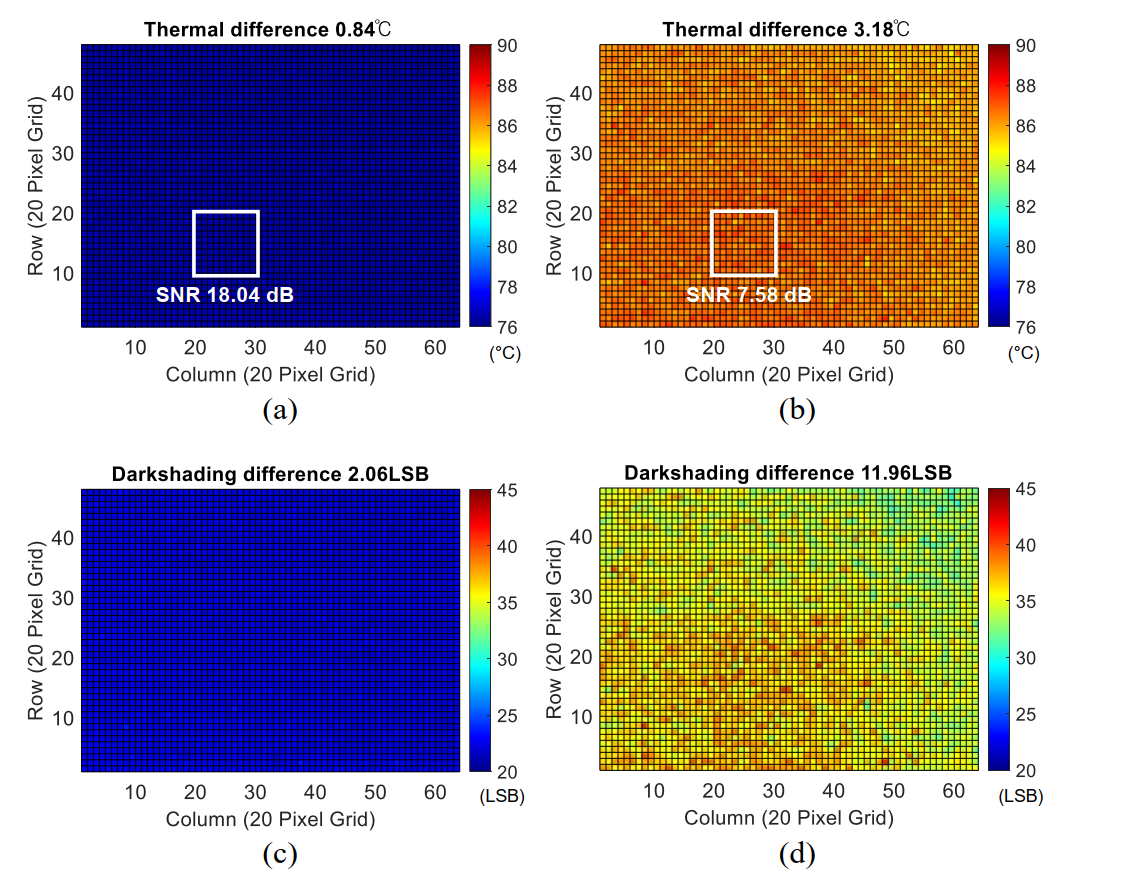 Thermal difference 0.84℃
90
88
86
84
82
80
78
76
(°C)
40
30
20
10
Row (20 Pixel Grid)
SNR 18.04 dB
10 20 30 40 50 60
Column (20 Pixel Grid)
(a)
Thermal difference 3.18℃
90
88
86
84
82
80
78
76
(°C)
40
30
20
10
Row (20 Pixel Grid)
SNR 7.58 dB
10 20 30 40 50 60
Column (20 Pixel Grid)
(b)
Darkshading difference 2.06LSB
45
40
35
30
25
20
(LSB)
40
30
20
10
Row (20 Pixel Grid)
10 20 30 40 50 60
Column (20 Pixel Grid)
(c)
Darkshading difference 11.96LSB
45
40
35
30
25
20
(LSB)
40
30
20
10
Row (20 Pixel Grid)
10 20 30 40 50 60
Column (20 Pixel Grid)
(d)